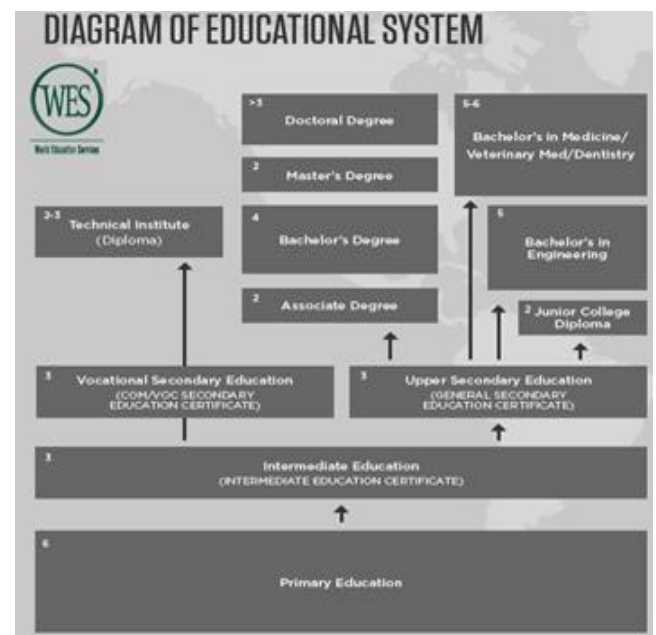 DIAGRAM OF EDUCATIONAL SYSTEM
WES
World Education Services
>3
Doctoral Degree
5-6
Bachelor's in Medicine/
Veterinary Med/Dentistry
2
Master's Degree
2-3
Technical Institute
(Diploma)
4
Bachelor's Degree
5
Bachelor's in
Engineering
2
Associate Degree
2 Junior College
Diploma
3
Vocational Secondary Education
(COM/VOC SECONDARY
EDUCATION CERTIFICATE)
3
Upper Secondary Education
(GENERAL SECONDARY
EDUCATION CERTIFICATE)
3
Intermediate Education
(INTERMEDIATE EDUCATION CERTIFICATE)
6
Primary Education